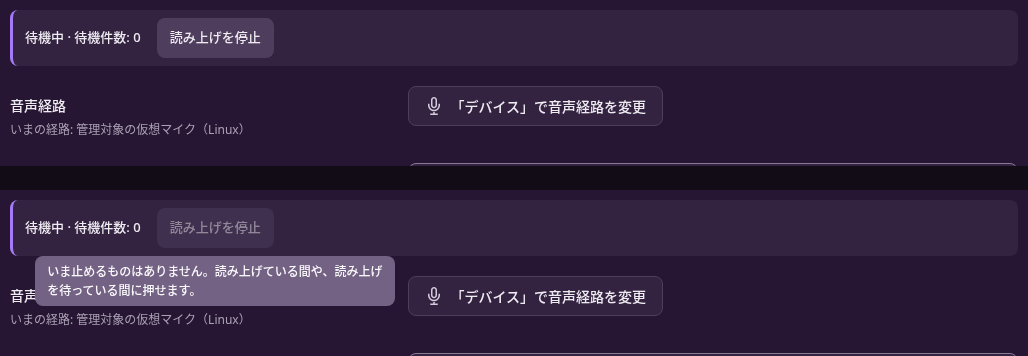 待機中 · 待機件数: 0 読み上げを停止
音声経路 「デバイス」で音声経路を変更
いまの経路: 管理対象の仮想マイク（Linux）
待機中 · 待機件数: 0 読み上げを停止
いま止めるものはありません。読み上げている間や、読み上げ
を待っている間に押せます。
音声 「デバイス」で音声経路を変更
いまの経路: 管理対象の仮想マイク（Linux）